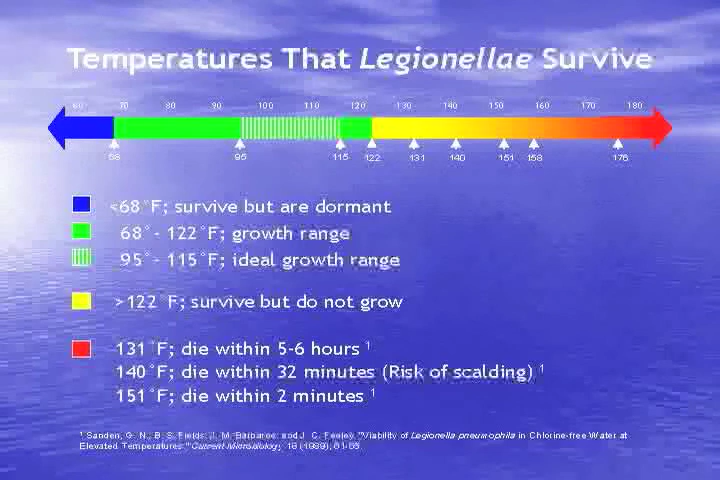 Temperatures That Legionellae Survive
60 70 80 90 100 110 120 130 140 150 160 170 180
68 95 115 122 131 140 151 158 176
<68°F; survive but are dormant
68°- 122°F; growth range
95°- 115°F; ideal growth range
>122°F; survive but do not grow
131°F; die within 5-6 hours 1
140°F; die within 32 minutes (Risk of scalding) 1
151°F; die within 2 minutes 1
1 Sanden, G. N., B. S. Fields, J. M. Barbaree, and J. C. Feeley. "Viability of Legionella pneumophila in Chlorine-free Water at
Elevated Temperatures." Current Microbiology, 18 (1989), 61-65.